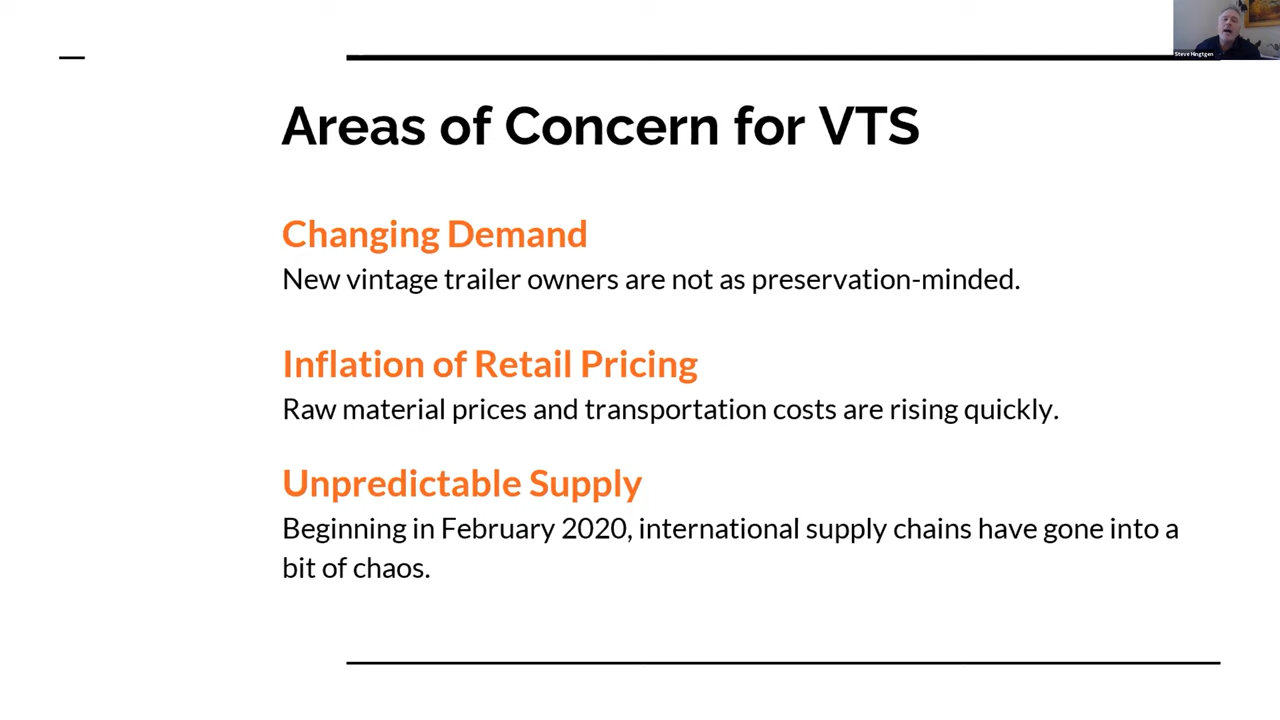 Steve Hingtgen
Areas of Concern for VTS
Changing Demand
New vintage trailer owners are not as preservation-minded.
Inflation of Retail Pricing
Raw material prices and transportation costs are rising quickly.
Unpredictable Supply
Beginning in February 2020, international supply chains have gone into a
bit of chaos.